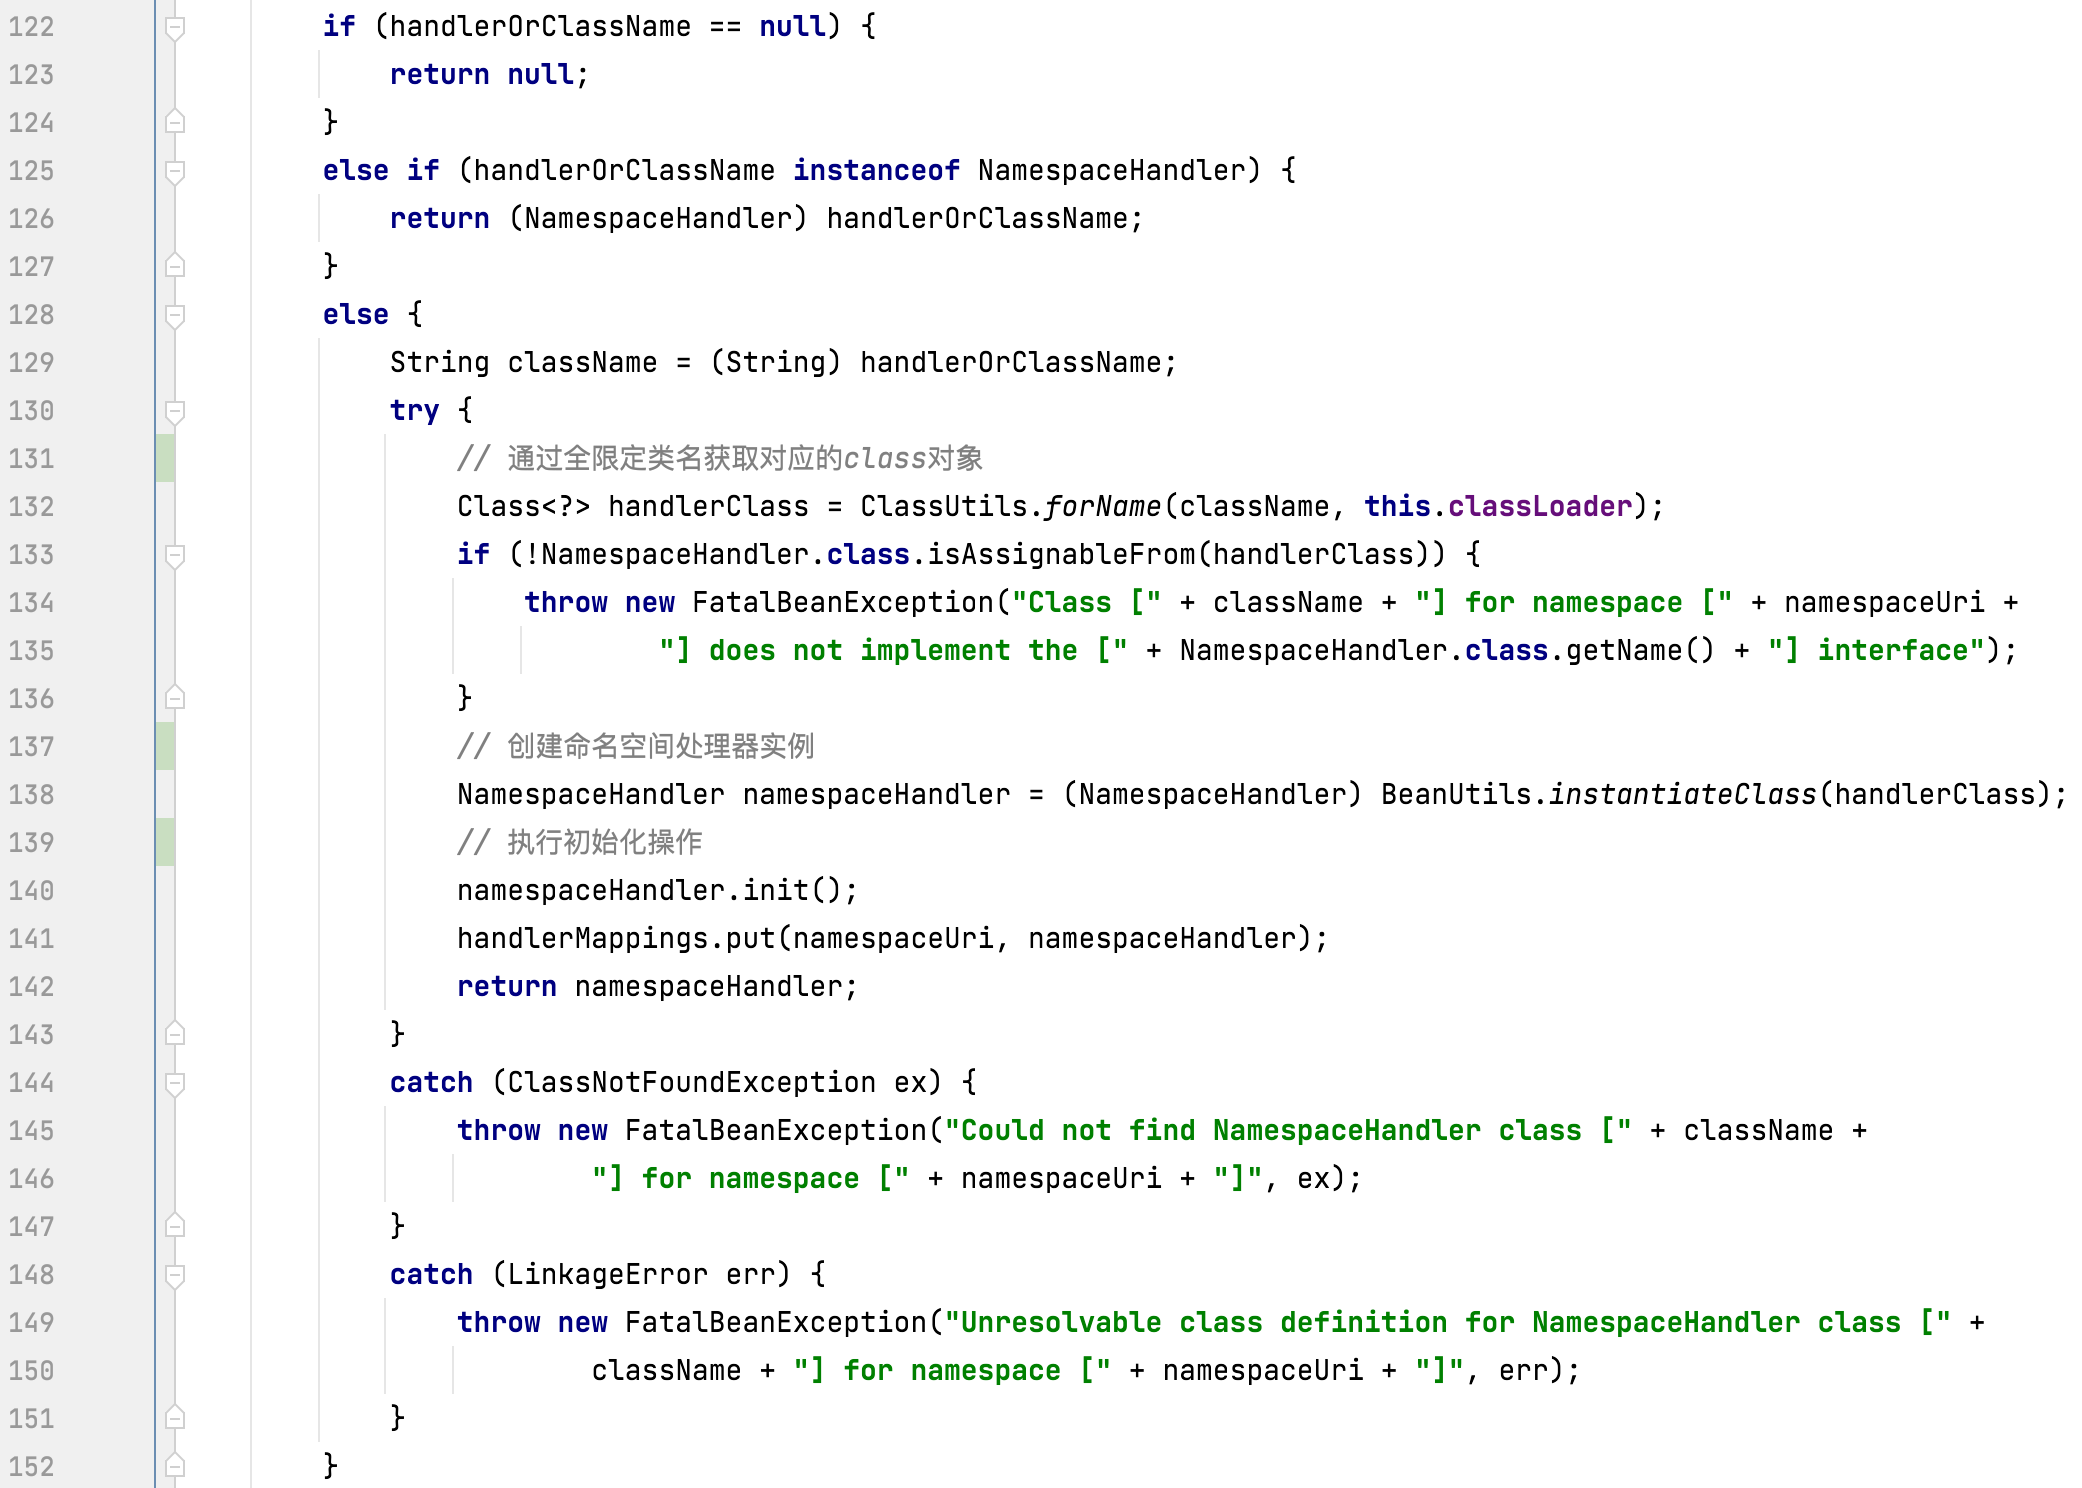 122 if (handlerOrClassName == null) {
123 return null;
124 }
125 else if (handlerOrClassName instanceof NamespaceHandler) {
126 return (NamespaceHandler) handlerOrClassName;
127 }
128 else {
129 String className = (String) handlerOrClassName;
130 try {
131 // 通过全限定类名获取对应的class对象
132 Class<?> handlerClass = ClassUtils.forName(className, this.classLoader);
133 if (!NamespaceHandler.class.isAssignableFrom(handlerClass)) {
134 throw new FatalBeanException("Class [" + className + "] for namespace [" + namespaceUri +
135 "] does not implement the [" + NamespaceHandler.class.getName() + "] interface");
136 }
137 // 创建命名空间处理器实例
138 NamespaceHandler namespaceHandler = (NamespaceHandler) BeanUtils.instantiateClass(handlerClass);
139 // 执行初始化操作
140 namespaceHandler.init();
141 handlerMappings.put(namespaceUri, namespaceHandler);
142 return namespaceHandler;
143 }
144 catch (ClassNotFoundException ex) {
145 throw new FatalBeanException("Could not find NamespaceHandler class [" + className +
146 "] for namespace [" + namespaceUri + "]", ex);
147 }
148 catch (LinkageError err) {
149 throw new FatalBeanException("Unresolvable class definition for NamespaceHandler class [" +
150 className + "] for namespace [" + namespaceUri + "]", err);
151 }
152 }